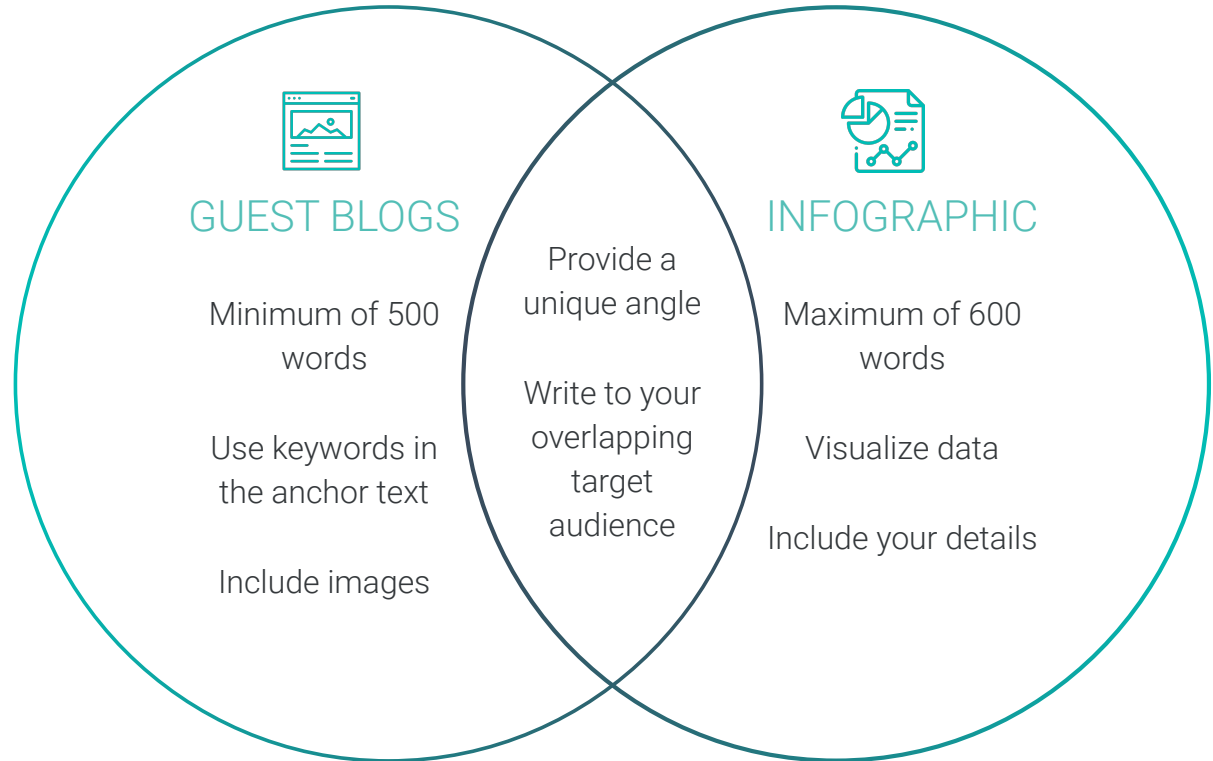 GUEST BLOGS
Minimum of 500
words
Use keywords in
the anchor text
Include images
Provide a
unique angle
Write to your
overlapping
target
audience
INFOGRAPHIC
Maximum of 600
words
Visualize data
Include your details